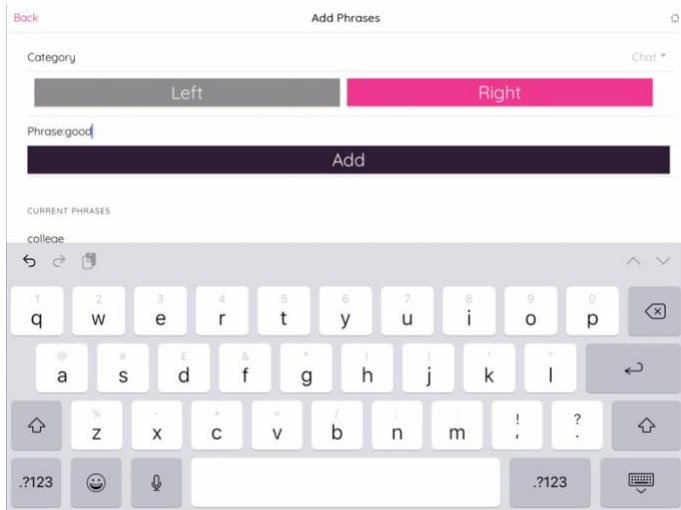 Back Add Phrases
Category Chat
Left Right
Phrase:good
Add
CURRENT PHRASES
college
1 2 3 4 5 6 7 8 9 0
q w e r t y u i o p
@ # £ & * ( ) ' "
a s d f g h j k l
% - + = / ; : ! ?
z x c v b n m , .
.?123 .?123